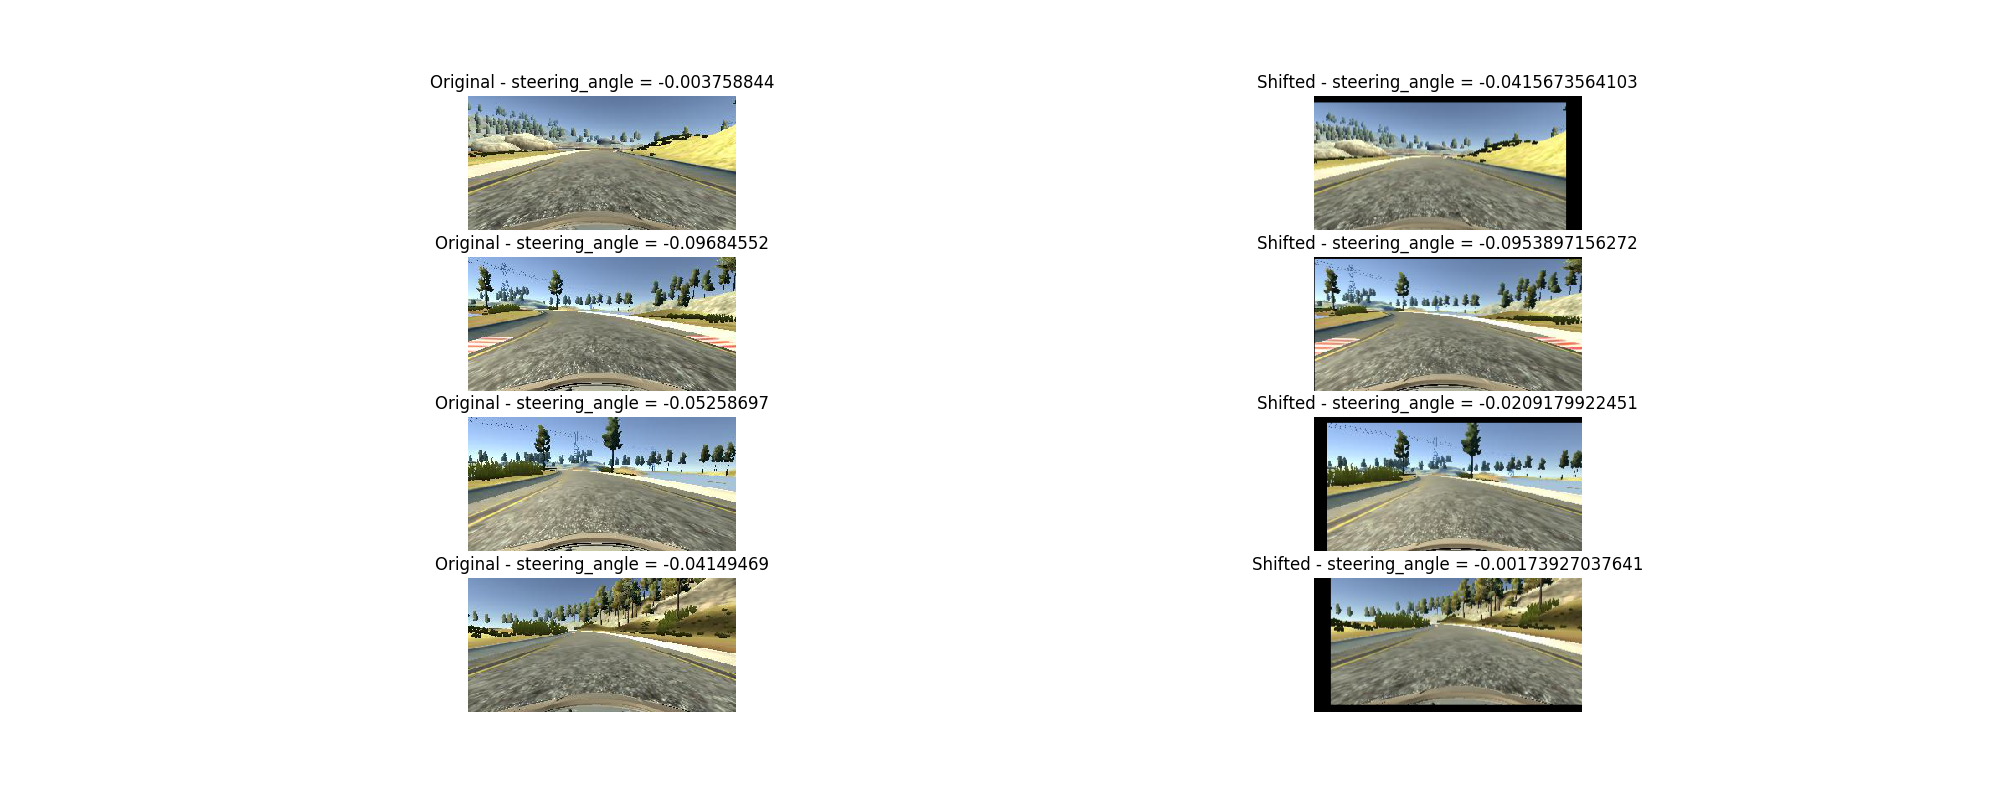 Original - steering_angle = -0.003758844
Shifted - steering_angle = -0.0415673564103
Original - steering_angle = -0.09684552
Shifted - steering_angle = -0.0953897156272
Original - steering_angle = -0.05258697
Shifted - steering_angle = -0.0209179922451
Original - steering_angle = -0.04149469
Shifted - steering_angle = -0.00173927037641